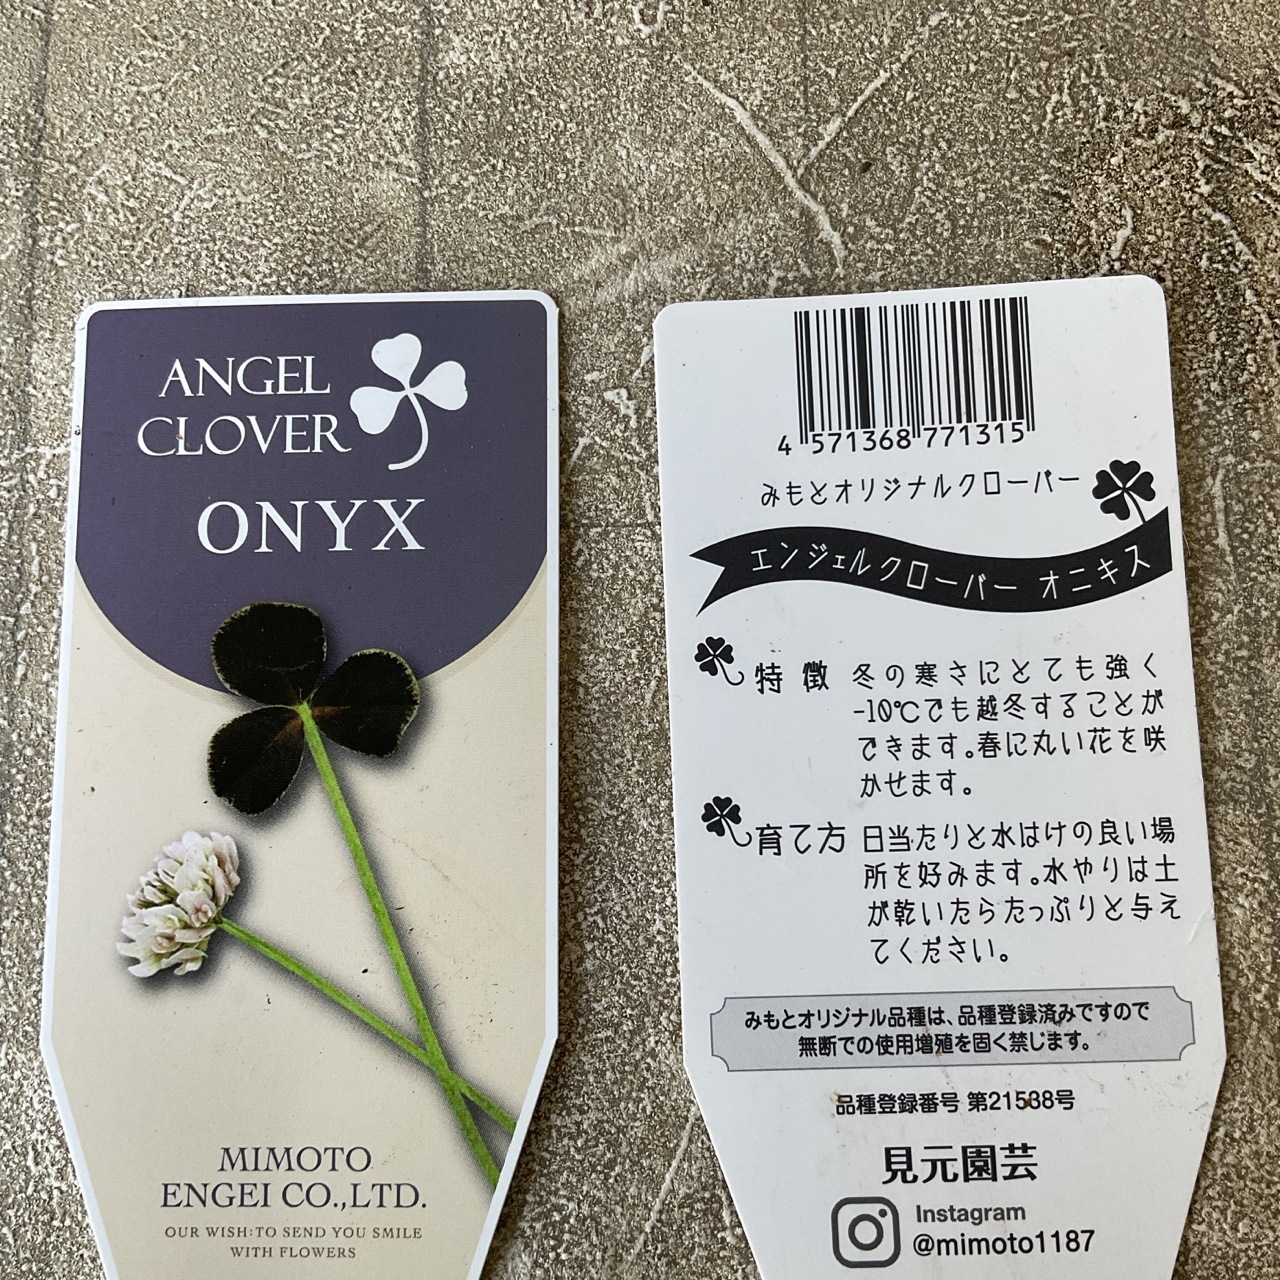 ANGEL
CLOVER
ONYX
MIMOTO
ENGEI CO.,LTD.
OUR WISH:TO SEND YOU SMILE
WITH FLOWERS
4 571368 771315
みもとオリジナルクローバー
エンジェルクローバー オニキス
特徴 冬の寒さにとても強く
-10℃でも越冬することが
できます。春に丸い花を咲
かせます。
育て方 日当たりと水はけの良い場
所を好みます。水やりは土
が乾いたらたっぷりと与え
てください。
みもとオリジナル品種は、品種登録済みですので
無断での使用増殖を固く禁じます。
品種登録番号 第21538号
見元園芸
Instagram
@mimoto1187